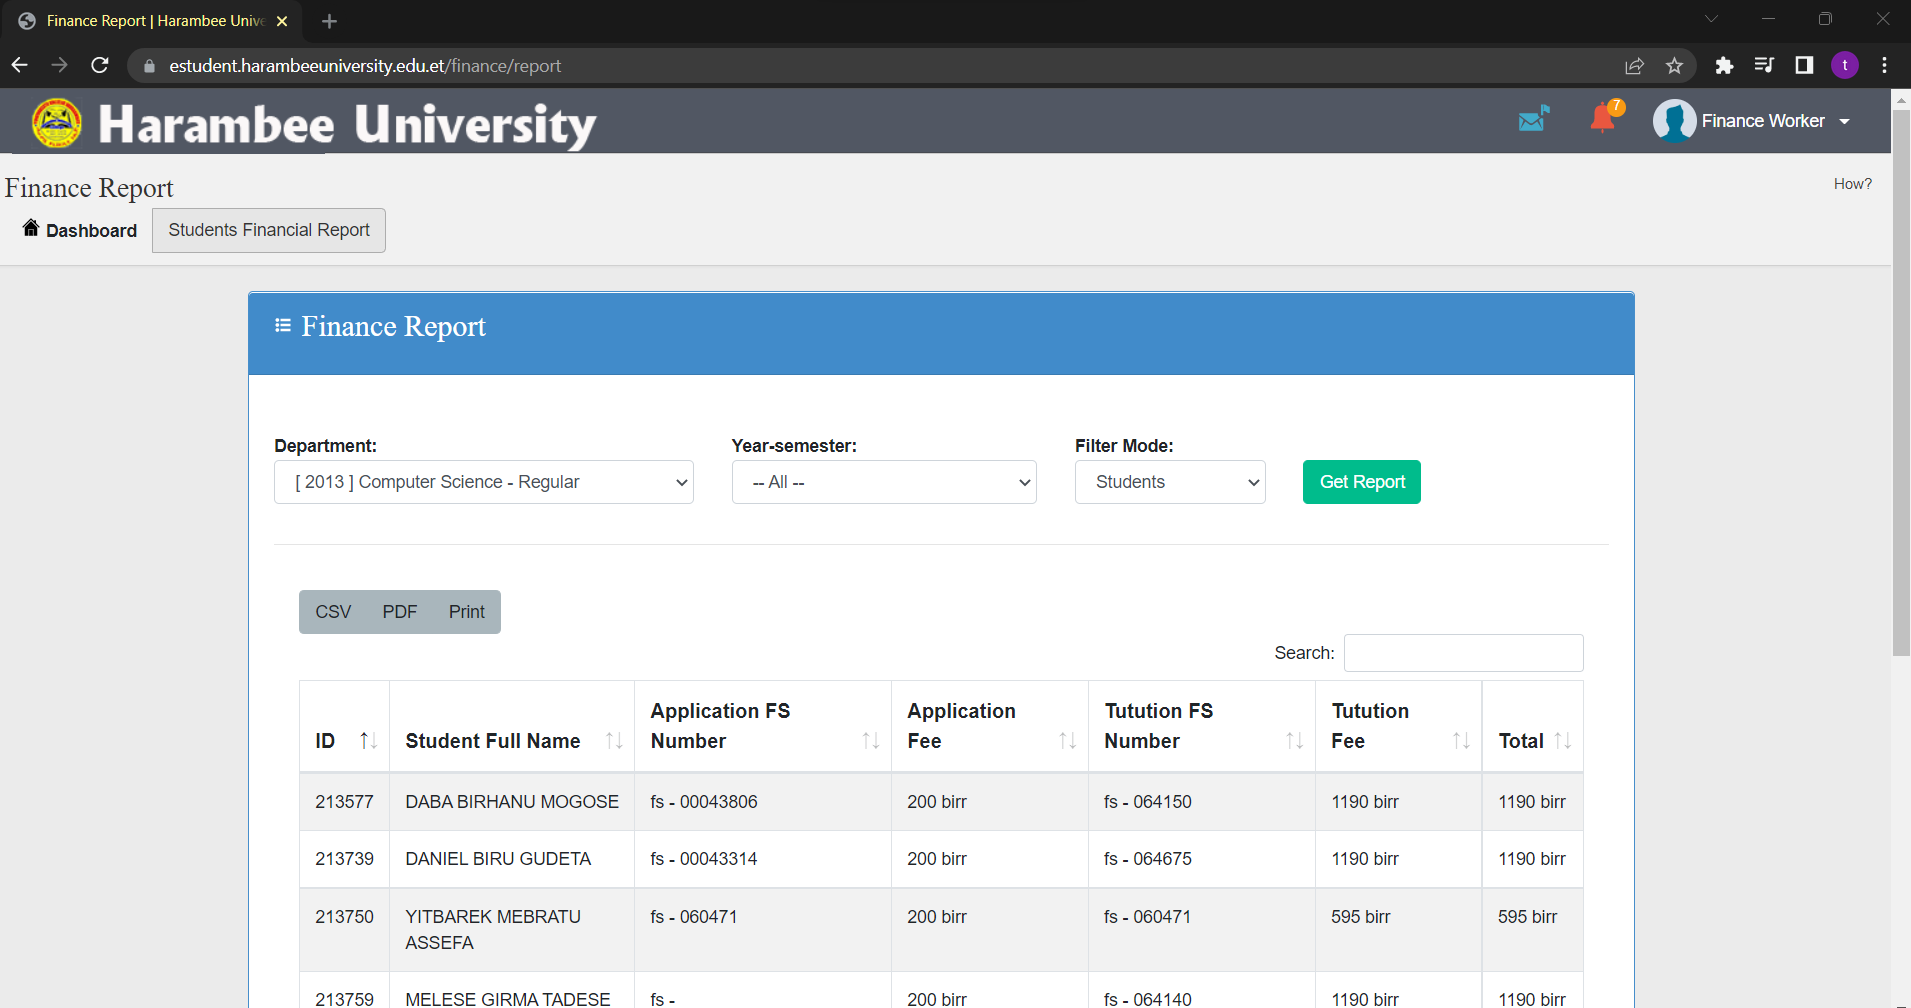 Finance Report | Harambee Unive
estudent.harambeeuniversity.edu.et/finance/report
t
Harambee University
7
Finance Worker
Finance Report
How?
Dashboard
Students Financial Report
Finance Report
Department:
Year-semester:
Filter Mode:
[ 2013 ] Computer Science - Regular
-- All --
Students
Get Report
CSV PDF Print
Search:
ID
Student Full Name
Application FS
Number
Application
Fee
Tutution FS
Number
Tutution
Fee
Total
213577 DABA BIRHANU MOGOSE fs - 00043806 200 birr fs - 064150 1190 birr 1190 birr
213739 DANIEL BIRU GUDETA fs - 00043314 200 birr fs - 064675 1190 birr 1190 birr
213750 YITBAREK MEBRATU fs - 060471 200 birr fs - 060471 595 birr 595 birr
ASSEFA
213759 MELESE GIRMA TADESE fs - 200 birr fs - 064140 1190 birr 1190 birr